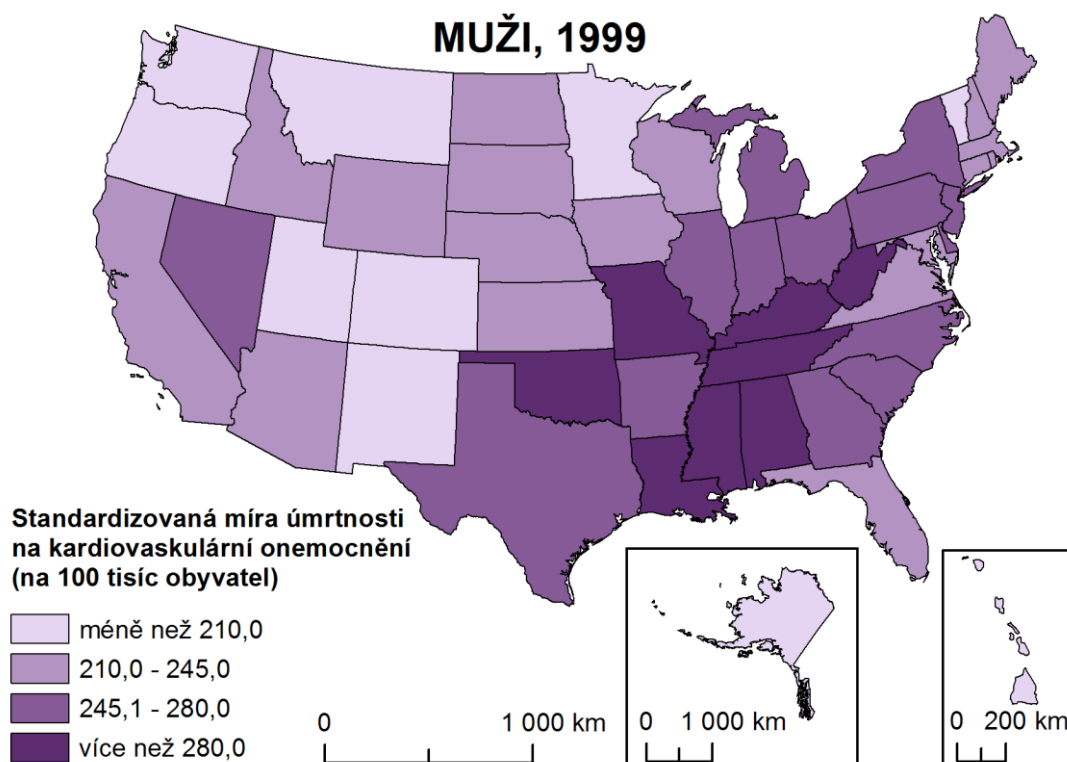 MUŽI, 1999
Standardizovaná míra úmrtnosti
na kardiovaskulární onemocnění
(na 100 tisíc obyvatel)
méně než 210,0
210,0 - 245,0
245,1 - 280,0
více než 280,0
0 1 000 km
0 1 000 km
0 200 km